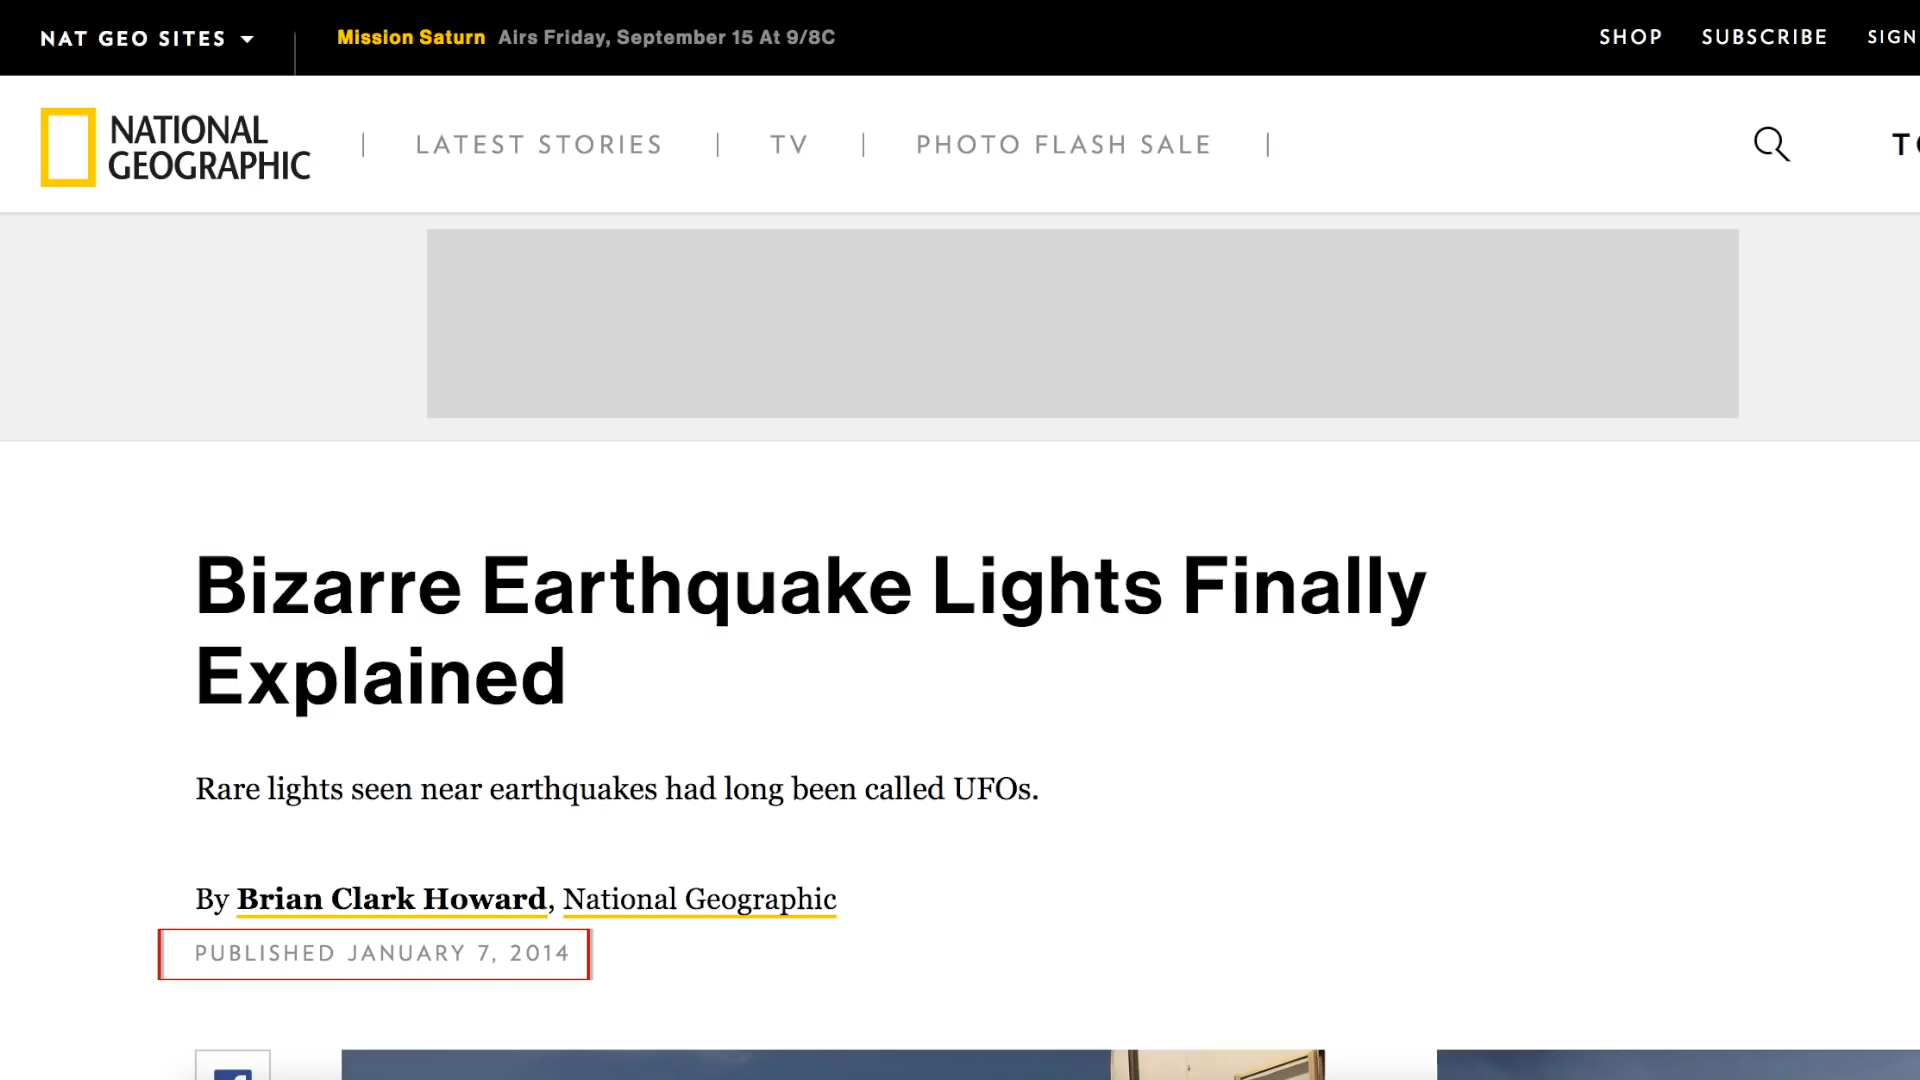 NAT GEO SITES
Mission Saturn Airs Friday, September 15 At 9/8C
SHOP
SUBSCRIBE
SIGN
NATIONAL
GEOGRAPHIC
LATEST STORIES
TV
PHOTO FLASH SALE
Bizarre Earthquake Lights Finally
Explained
Rare lights seen near earthquakes had long been called UFOs.
By Brian Clark Howard, National Geographic
PUBLISHED JANUARY 7, 2014